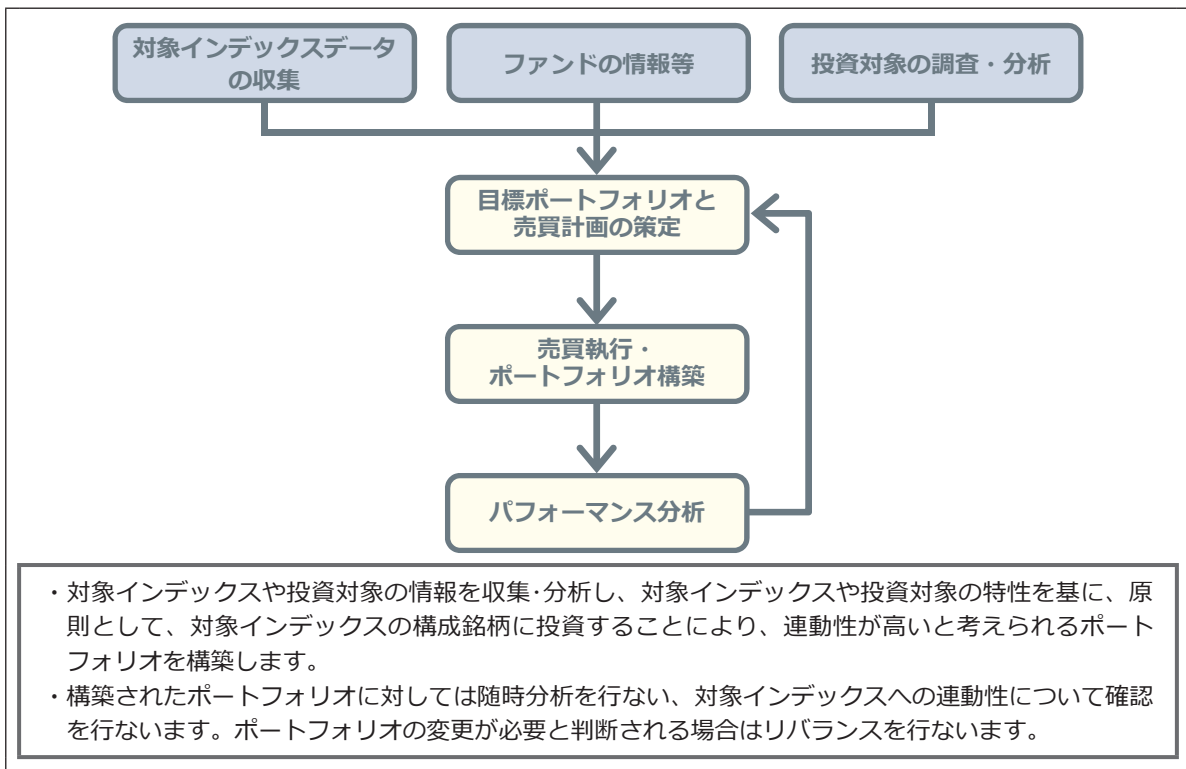 対象インデックスデータ
の収集
ファンドの情報等
投資対象の調査・分析
目標ポートフォリオと
売買計画の策定
売買執行・
ポートフォリオ構築
パフォーマンス分析
・対象インデックスや投資対象の情報を収集･分析し、対象インデックスや投資対象の特性を基に、原
則として、対象インデックスの構成銘柄に投資することにより、連動性が高いと考えられるポート
フォリオを構築します。
・構築されたポートフォリオに対しては随時分析を行ない、対象インデックスへの連動性について確認
を行ないます。ポートフォリオの変更が必要と判断される場合はリバランスを行ないます。